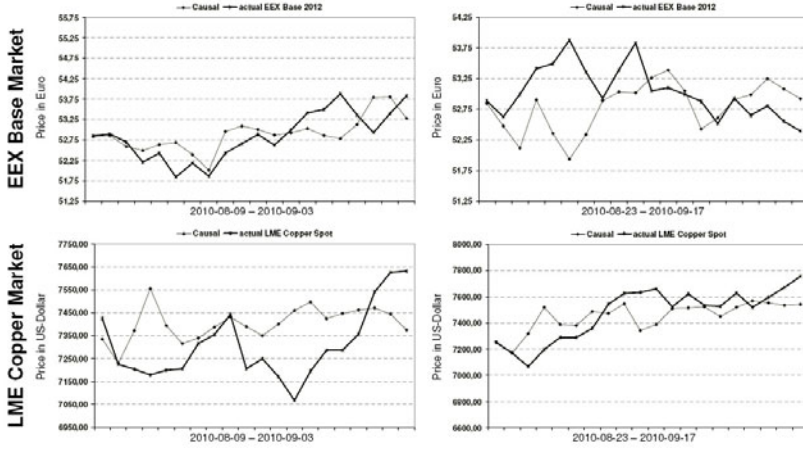 EEX Base Market
Causal actual EEX Base 2012
Price in Euro
55,75
55,25
54,75
54,25
53,75
53,25
52,75
52,25
51,75
51,25
2010-08-09 – 2010-09-03
Causal actual EEX Base 2012
Price in Euro
54,25
53,75
53,25
52,75
52,25
51,75
51,25
2010-08-23 – 2010-09-17
LME Copper Market
Causal actual LME Copper Spot
Price in US-Dollar
7750,00
7650,00
7550,00
7450,00
7350,00
7250,00
7150,00
7050,00
6950,00
2010-08-09 – 2010-09-03
Causal actual LME Copper Spot
Price in US-Dollar
8000,00
7800,00
7600,00
7400,00
7200,00
7000,00
6800,00
6600,00
2010-08-23 – 2010-09-17